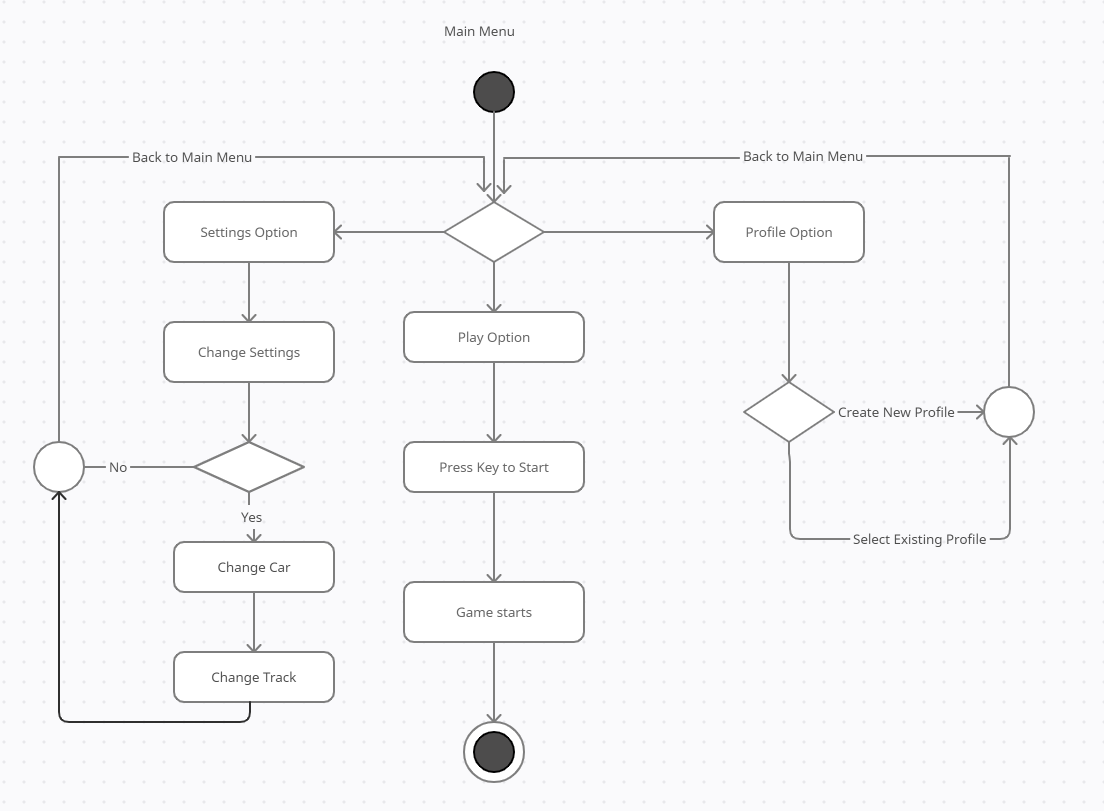 Main Menu
Back to Main Menu
Back to Main Menu
Settings Option
Profile Option
Play Option
Change Settings
Create New Profile
No
Press Key to Start
Yes
Select Existing Profile
Change Car
Game starts
Change Track